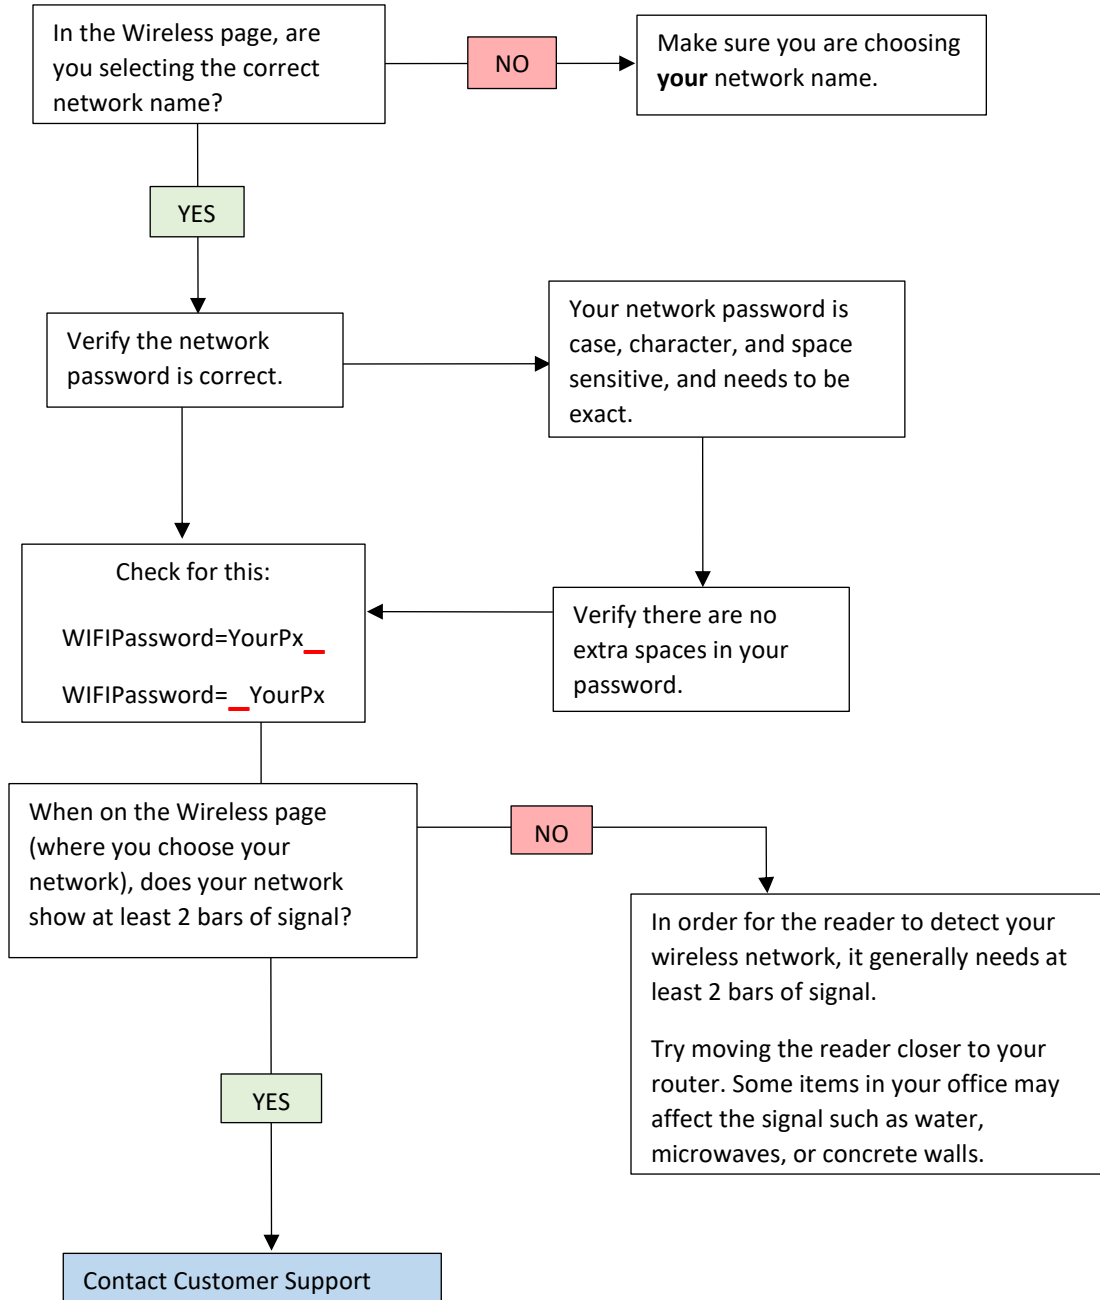 In the Wireless page, are
you selecting the correct
network name?
NO
Make sure you are choosing
your network name.
YES
Verify the network
password is correct.
Your network password is
case, character, and space
sensitive, and needs to be
exact.
Check for this:
WIFIPassword=YourPx_
WIFIPassword=_YourPx
Verify there are no
extra spaces in your
password.
When on the Wireless page
(where you choose your
network), does your network
show at least 2 bars of signal?
NO
In order for the reader to detect your
wireless network, it generally needs at
least 2 bars of signal.
Try moving the reader closer to your
router. Some items in your office may
affect the signal such as water,
microwaves, or concrete walls.
YES
Contact Customer Support